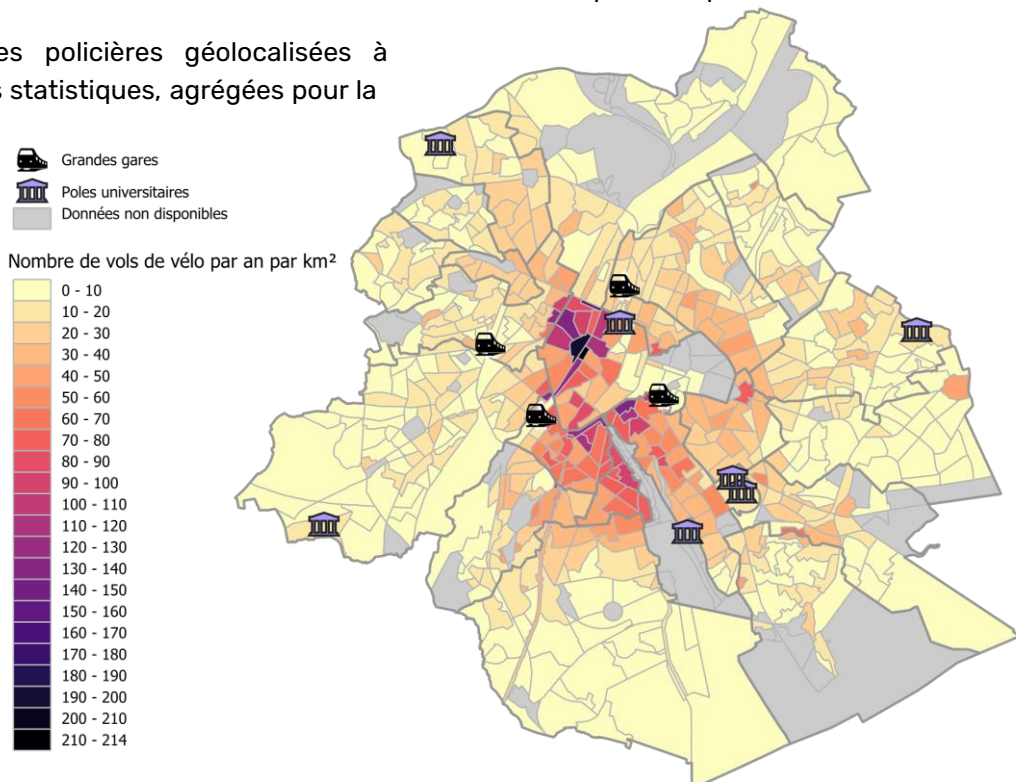 es policières géolocalisées à
s statistiques, agrégées pour la
Grandes gares
Poles universitaires
Données non disponibles
Nombre de vols de vélo par an par km²
0 - 10
10 - 20
20 - 30
30 - 40
40 - 50
50 - 60
60 - 70
70 - 80
80 - 90
90 - 100
100 - 110
110 - 120
120 - 130
130 - 140
140 - 150
150 - 160
160 - 170
170 - 180
180 - 190
190 - 200
200 - 210
210 - 214